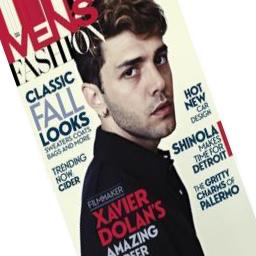 MEN'S
FASHION
CLASSIC
FALL
LOOKS
SWEATERS, COATS,
BAGS AND MORE
TRENDING
NOW
CIDER
HOT
NEW
CAR
DESIGN
SHINOLA
MAKES
TIME FOR
DETROIT
THE GRITTY
CHARMS OF
PALERMO
FILMMAKER
XAVIER
DOLAN'S
AMAZING